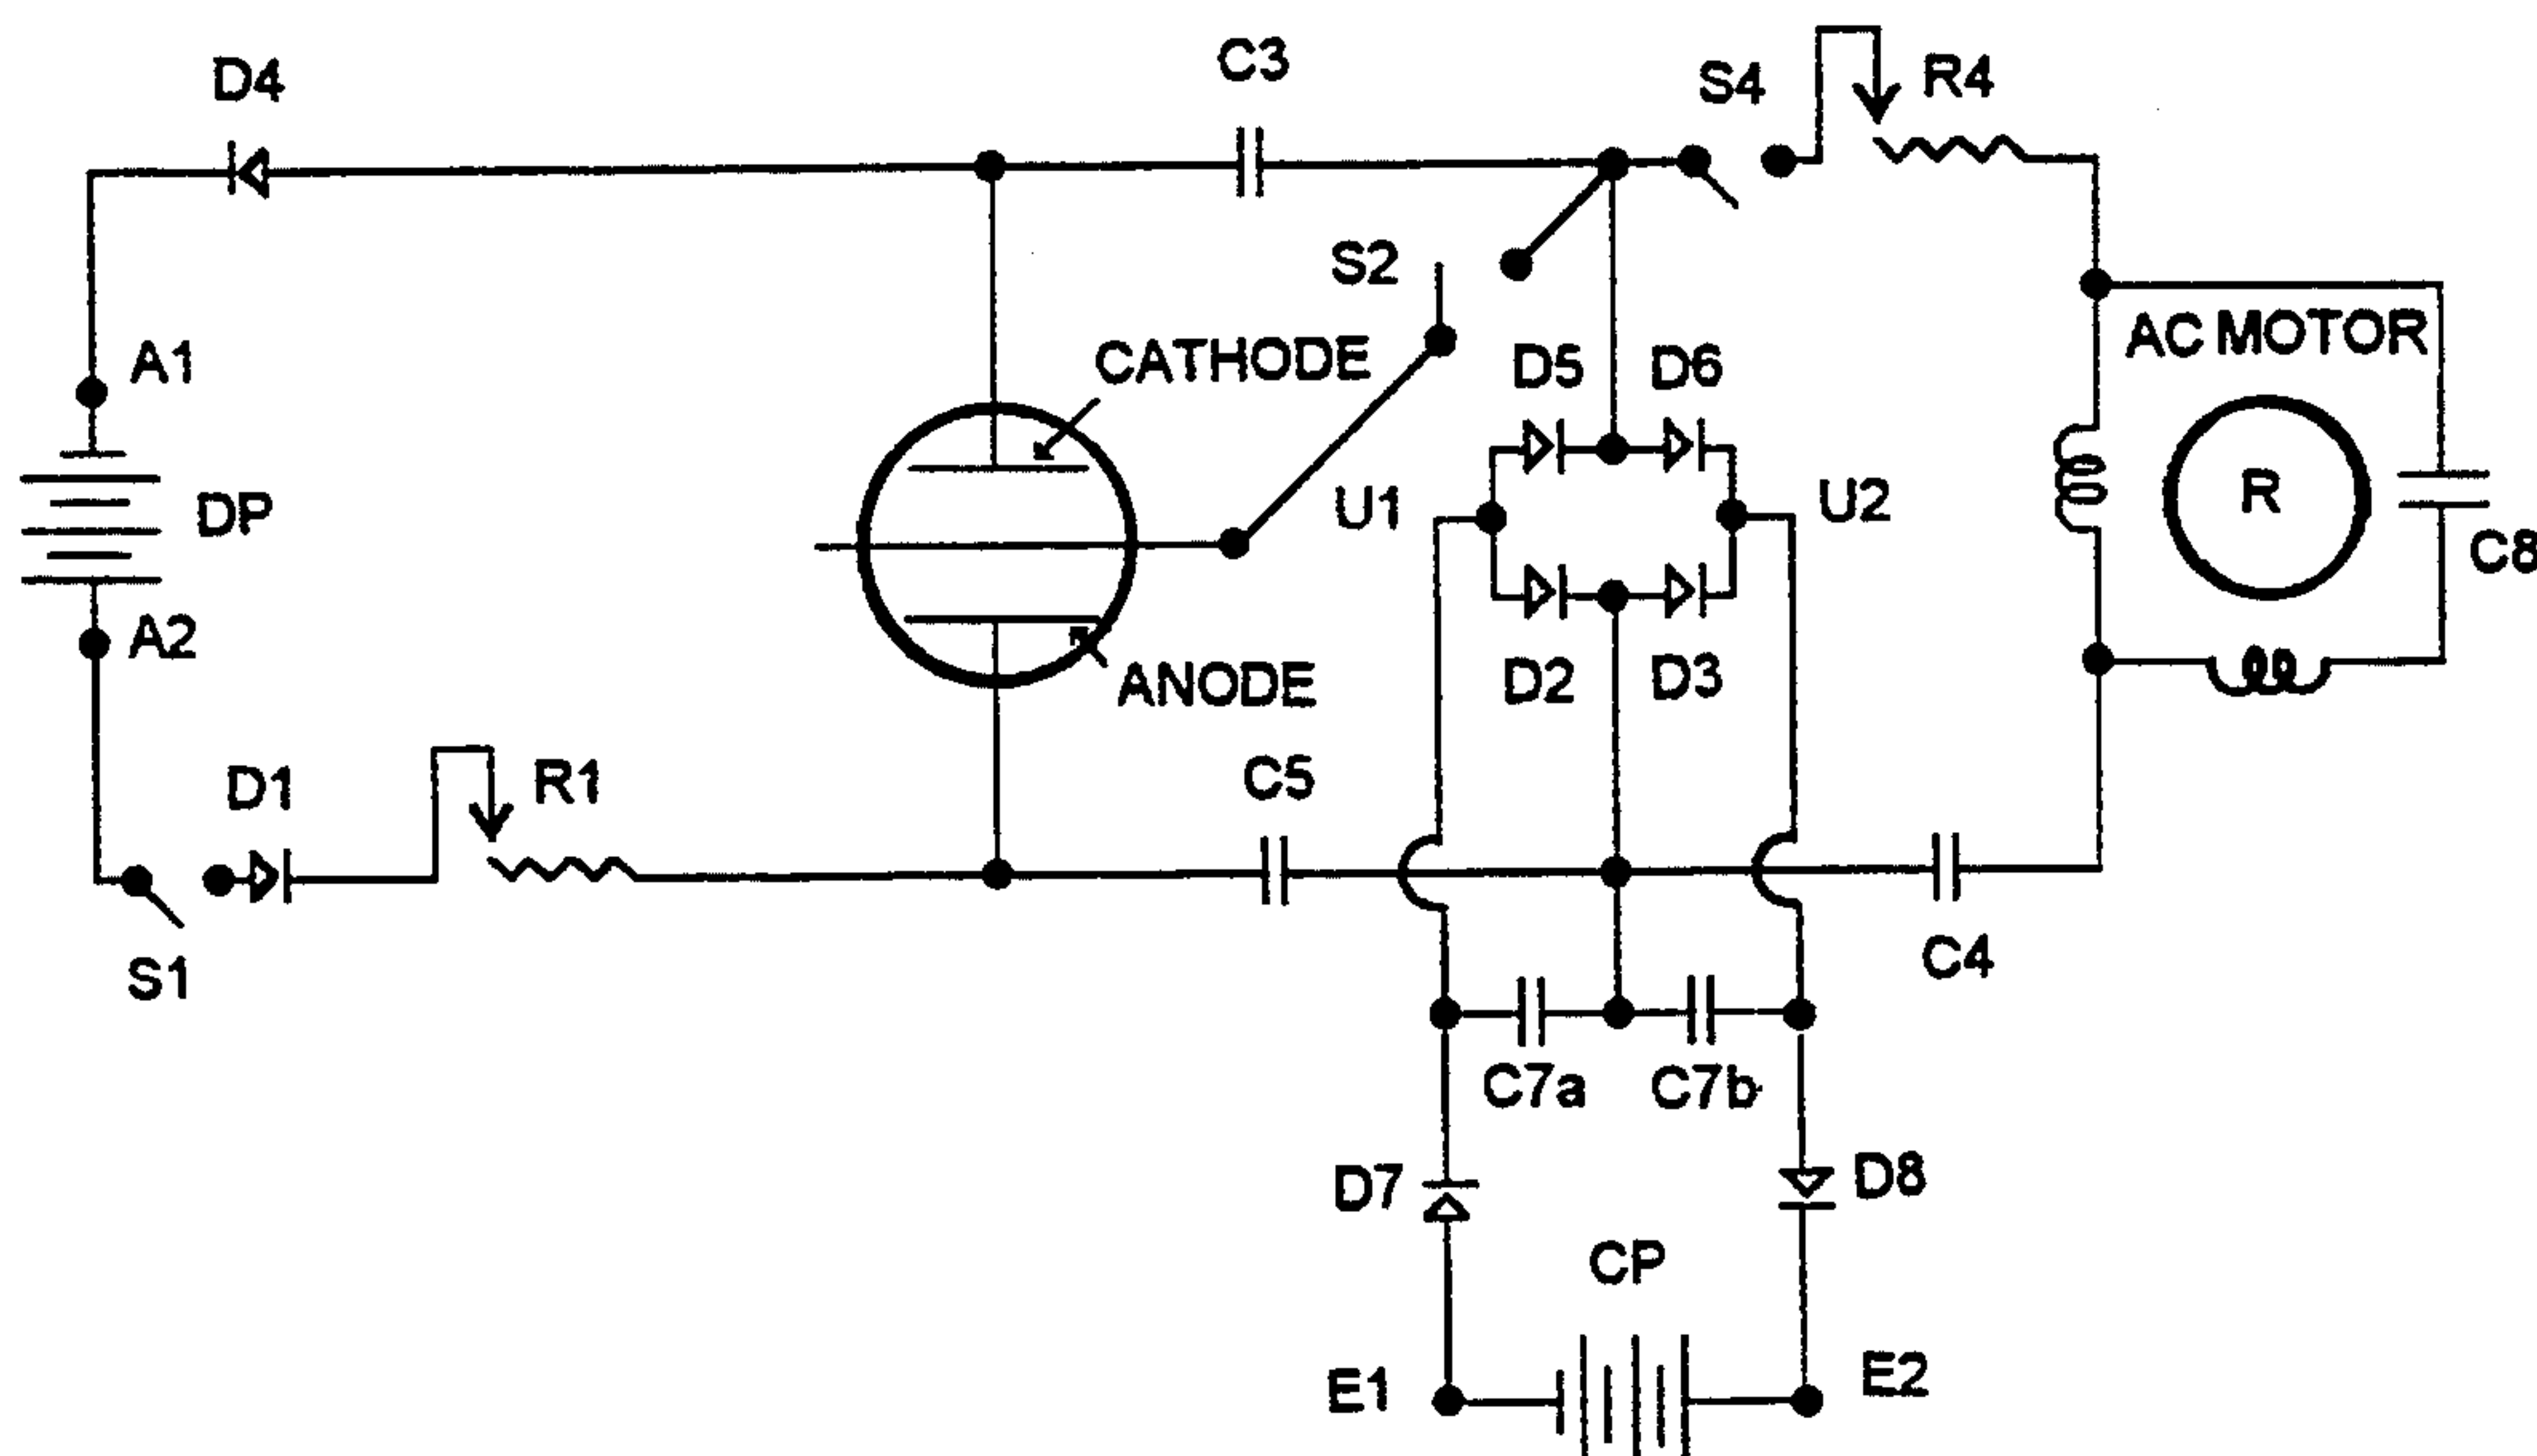 D4
C3
S4
R4
S2
A1
CATHODE
D5
D6
AC MOTOR
DP
U1
U2
R
C8
A2
ANODE
D2
D3
D1
R1
C5
S1
C4
C7a
C7b
D7
D8
CP
E1
E2